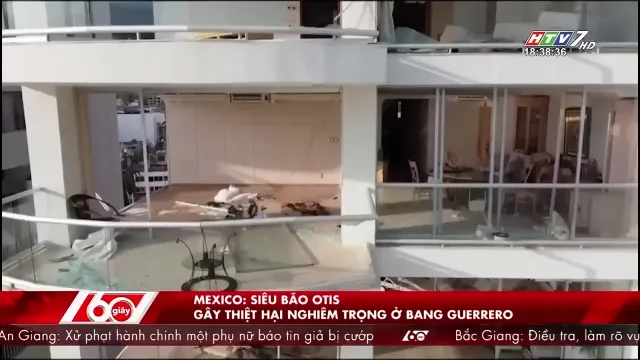 HTV7 HD
18:38:36
60 giây
MEXICO: SIÊU BÃO OTIS
GÂY THIỆT HẠI NGHIÊM TRỌNG Ở BANG GUERRERO
An Giang: Xử phạt hành chính một phụ nữ báo tin giả bị cướp 60 Bắc Giang: Điều tra, làm rõ